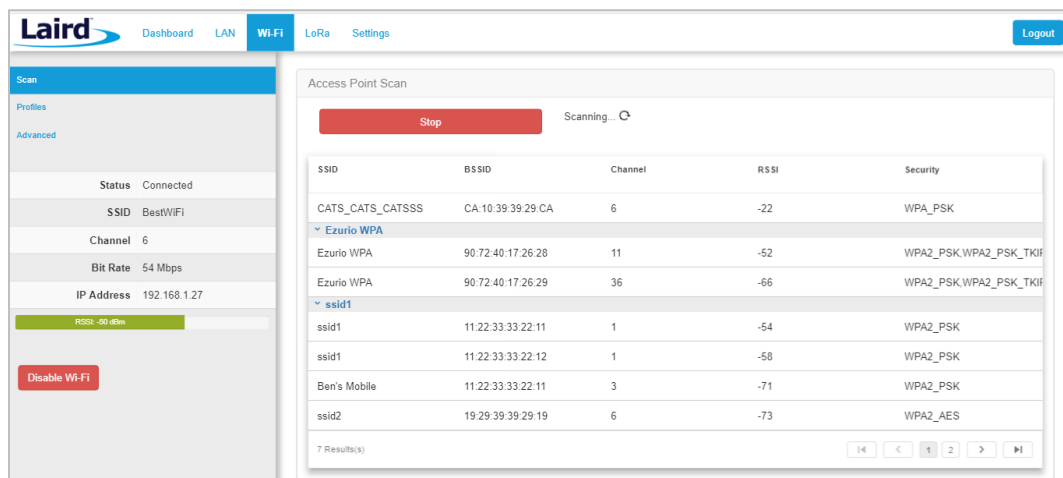 Laird Dashboard LAN Wi-Fi LoRa Settings Logout
Scan
Profiles
Advanced
Status Connected
SSID BestWiFi
Channel 6
Bit Rate 54 Mbps
IP Address 192.168.1.27
RSSI: -50 dBm
Disable Wi-Fi
Access Point Scan
Stop Scanning...
SSID BSSID Channel RSSI Security
CATS_CATS_CATSSS CA:10:39:39:29:CA 6 -22 WPA_PSK
Ezurio WPA
Ezurio WPA 90:72:40:17:26:28 11 -52 WPA2_PSK,WPA2_PSK_TKIF
Ezurio WPA 90:72:40:17:26:29 36 -66 WPA2_PSK,WPA2_PSK_TKIF
ssid1
ssid1 11:22:33:33:22:11 1 -54 WPA2_PSK
ssid1 11:22:33:33:22:12 1 -58 WPA2_PSK
Ben's Mobile 11:22:33:33:22:11 3 -71 WPA2_PSK
ssid2 19:29:39:39:29:19 6 -73 WPA2_AES
7 Results(s) 1 2